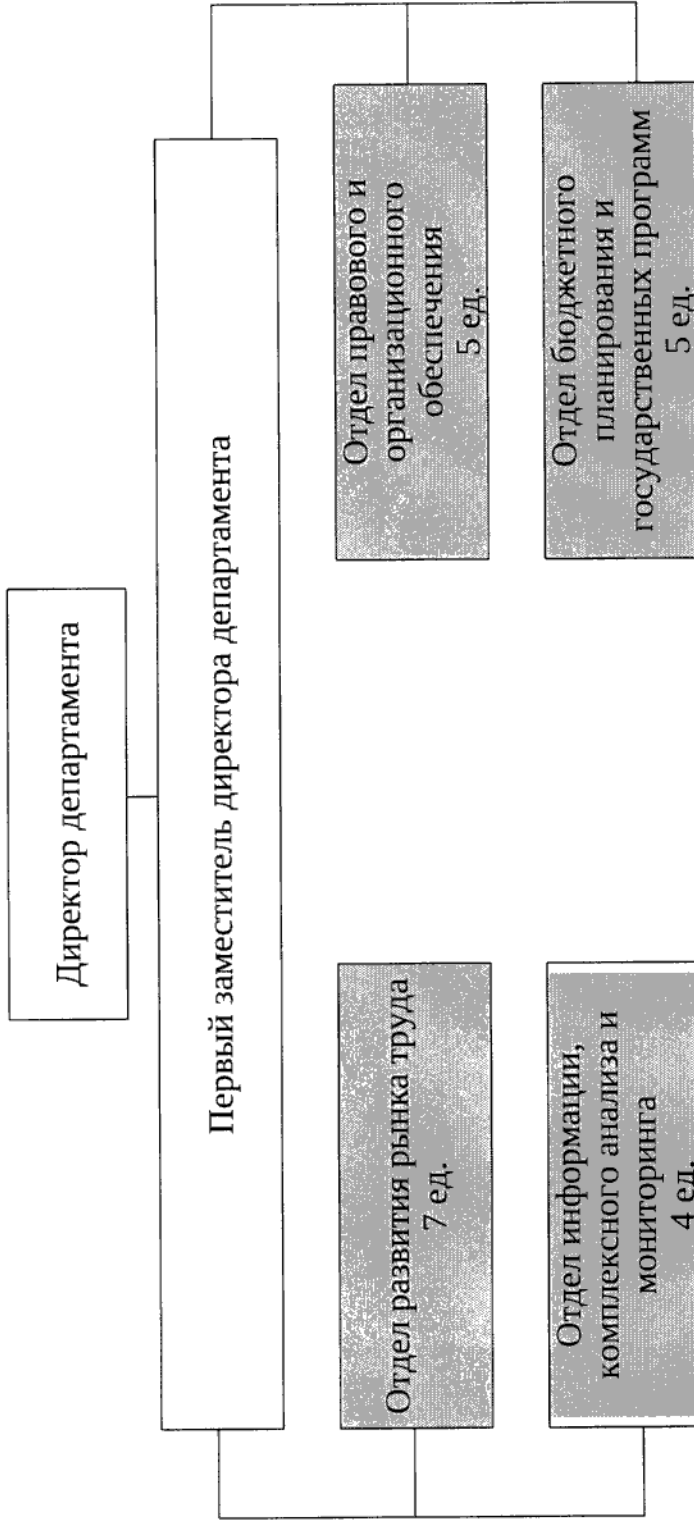 Директор департамента
Первый заместитель директора департамента
Отдел развития рынка труда
7 ед.
Отдел правового и
организационного
обеспечения
5 ед.
Отдел информации,
комплексного анализа и
мониторинга
4 ед.
Отдел бюджетного
планирования и
государственных программ
5 ед.